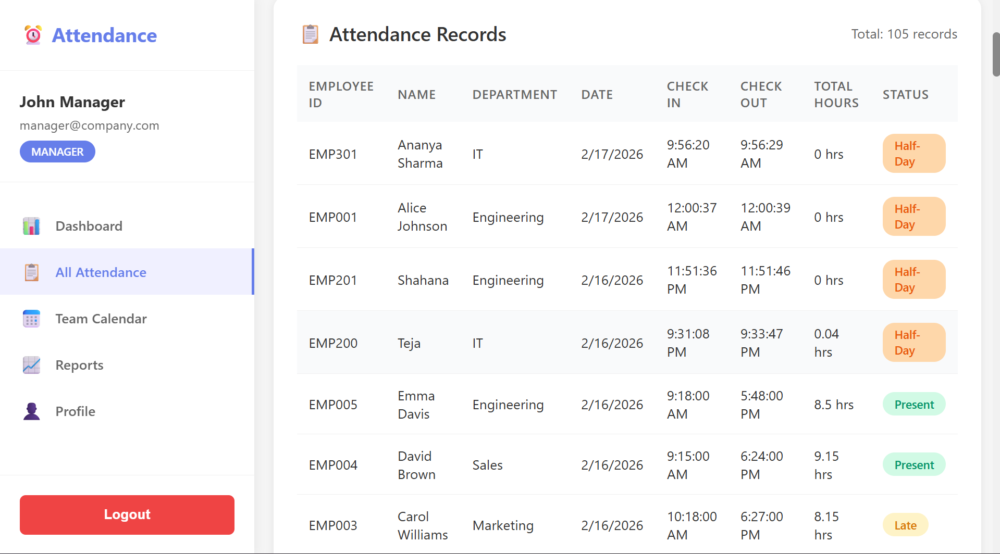 Attendance
John Manager
manager@company.com
MANAGER
Dashboard
All Attendance
Team Calendar
Reports
Profile
Logout
Attendance Records
Total: 105 records
EMPLOYEE ID NAME DEPARTMENT DATE CHECK IN CHECK OUT TOTAL HOURS STATUS
EMP301 Ananya Sharma IT 2/17/2026 9:56:20 AM 9:56:29 AM 0 hrs Half-Day
EMP001 Alice Johnson Engineering 2/17/2026 12:00:37 AM 12:00:39 AM 0 hrs Half-Day
EMP201 Shahana Engineering 2/16/2026 11:51:36 PM 11:51:46 PM 0 hrs Half-Day
EMP200 Teja IT 2/16/2026 9:31:08 PM 9:33:47 PM 0.04 hrs Half-Day
EMP005 Emma Davis Engineering 2/16/2026 9:18:00 AM 5:48:00 PM 8.5 hrs Present
EMP004 David Brown Sales 2/16/2026 9:15:00 AM 6:24:00 PM 9.15 hrs Present
EMP003 Carol Williams Marketing 2/16/2026 10:18:00 AM 6:27:00 PM 8.15 hrs Late